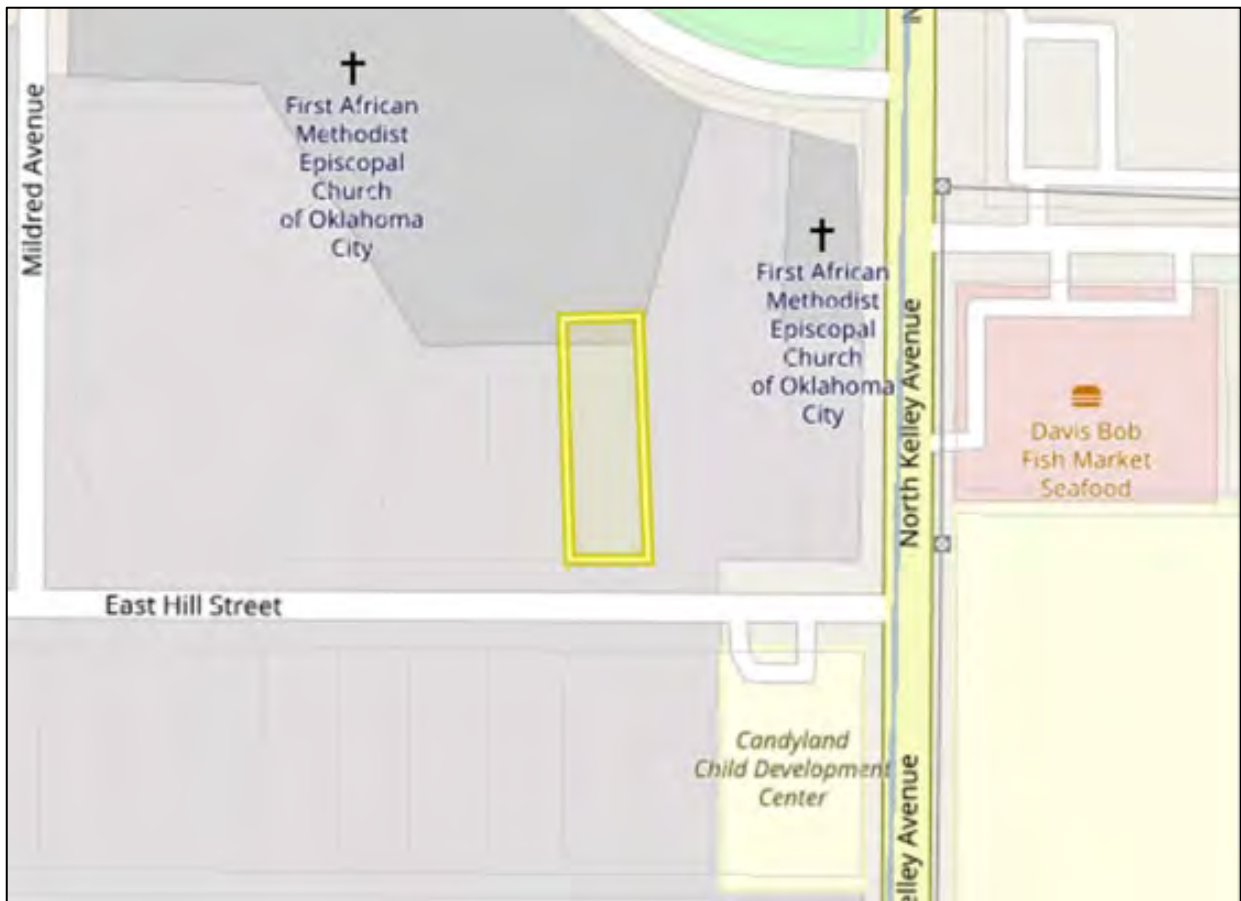 Mildred Avenue
First African
Methodist
Episcopal
Church
of Oklahoma
City
First African
Methodist
Episcopal
Church
of Oklahoma
City
North Kelley Avenue
Davis Bob
Fish Market
Seafood
East Hill Street
Candyland
Child Development
Center
elley Avenue